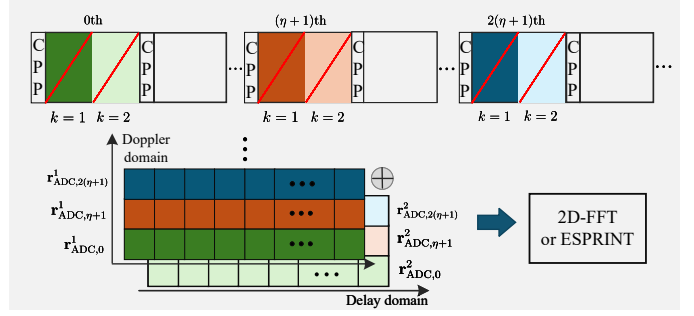 0th
(η+1)th
2(η+1)th
C P P
C P P
...
C P P
C P P
...
C P P
C P P
...
k = 1 k = 2
k = 1 k = 2
k = 1 k = 2
Doppler
domain
r¹ADC,2(η+1)
r¹ADC,η+1
r¹ADC,0
r²ADC,2(η+1)
r²ADC,η+1
r²ADC,0
Delay domain
2D-FFT
or ESPRINT